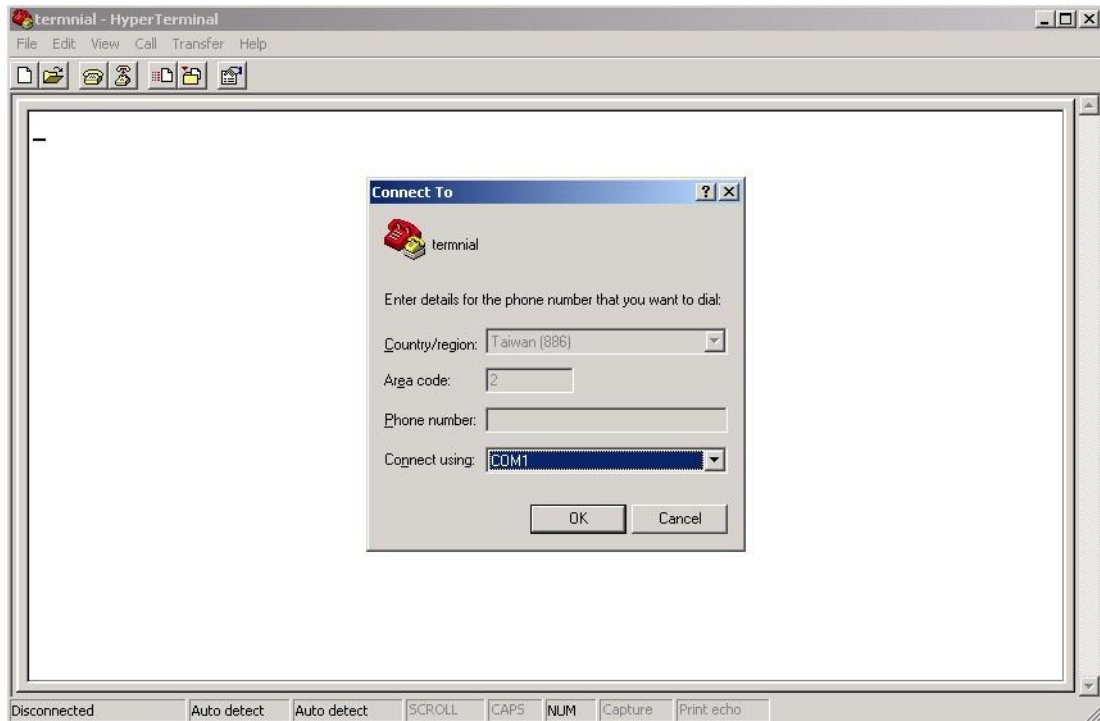 termnial - HyperTerminal
File Edit View Call Transfer Help
Connect To
termnial
Enter details for the phone number that you want to dial:
Country/region: Taiwan (886)
Area code: 2
Phone number:
Connect using: COM1
OK Cancel
Disconnected Auto detect Auto detect SCROLL CAPS NUM Capture Print echo